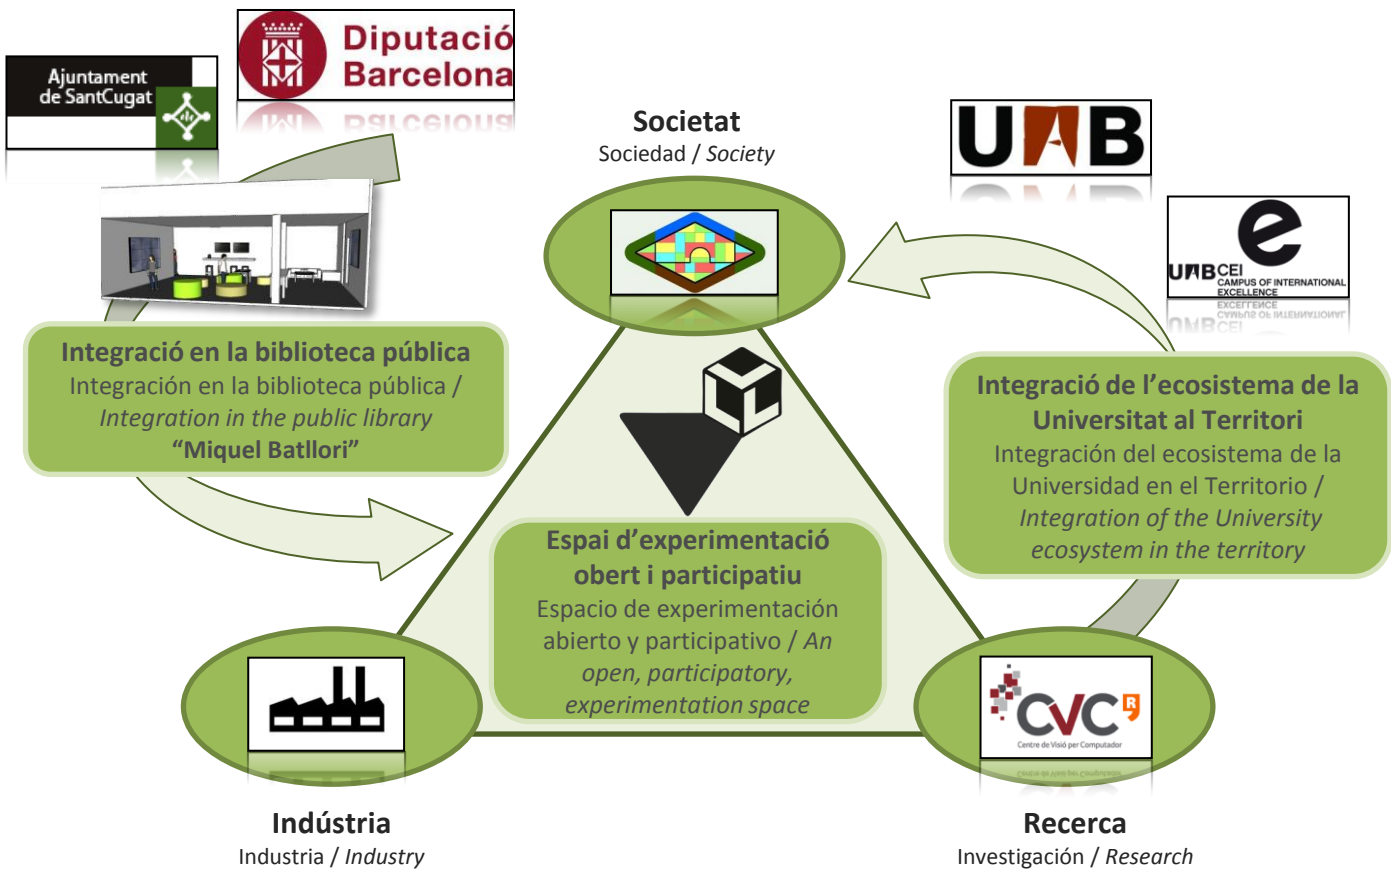 Ajuntament
de SantCugat
Diputació
Barcelona
Societat
Sociedad / Society
UAB
e
UABCEI
CAMPUS OF INTERNATIONAL
EXCELLENCE
Integració en la biblioteca pública
Integración en la biblioteca pública /
Integration in the public library
“Miquel Batllori”
Integració de l’ecosistema de la
Universitat al Territori
Integración del ecosistema de la
Universidad en el Territorio /
Integration of the University
ecosystem in the territory
Espai d’experimentació
obert i participatiu
Espacio de experimentación
abierto y participativo / An
open, participatory,
experimentation space
CVC R
Centre de Visió per Computador
Indústria
Industria / Industry
Recerca
Investigación / Research